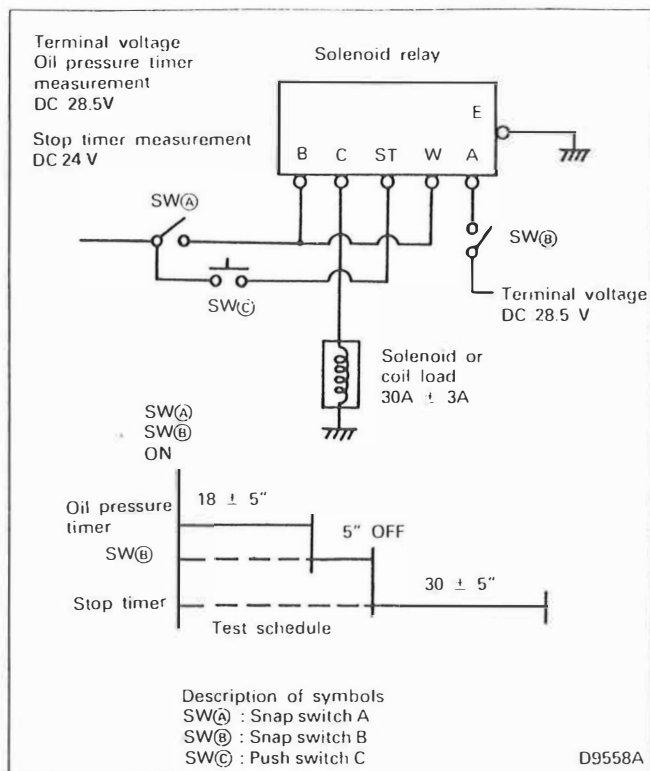 Terminal voltage
Oil pressure timer
measurement
DC 28.5V
Stop timer measurement
DC 24 V
Solenoid relay
E
B C ST W A
SWⒶ
SWⒷ
SWⒸ
Terminal voltage
DC 28.5 V
Solenoid or
coil load
30A ± 3A
SWⒶ
SWⒷ
ON
Oil pressure
timer
18 ± 5"
5" OFF
SWⒷ
Stop timer
30 ± 5"
Test schedule
Description of symbols
SWⒶ : Snap switch A
SWⒷ : Snap switch B
SWⒸ : Push switch C
D9558A